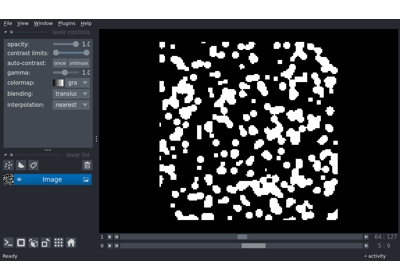 File View Window Plugins Help
layer controls
opacity: 1.0
contrast limits:
auto-contrast: once continuous
gamma: 1.0
colormap: gra
blending: transluc
interpolation: nearest
layer list
Image
1 64 127
0 5 9
Ready activity